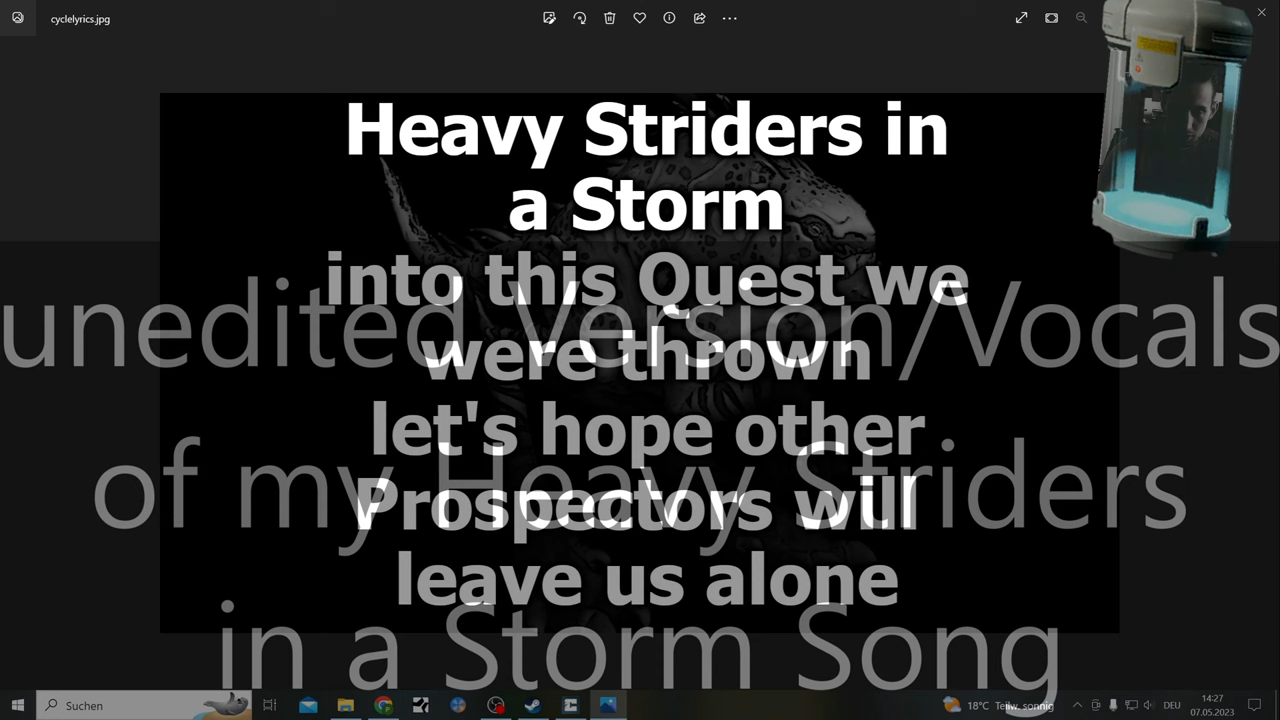 cyclelyrics.jpg
Heavy Striders in
a Storm
into this Quest we
were thrown
let's hope other
Prospectors will
leave us alone
unedited Version/Vocals
of my Heavy Striders
in a Storm Song
Suchen
18°C Teilw. sonnig
DEU
14:27
07.05.2023